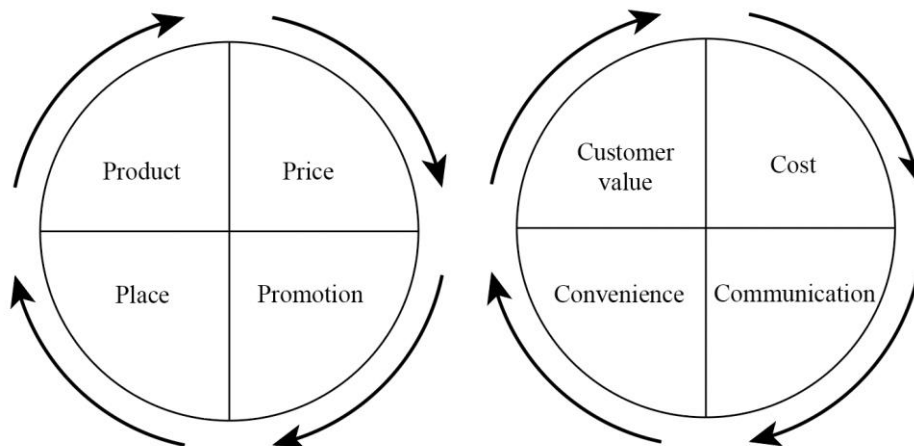 Product
Price
Place
Promotion
Customer
value
Cost
Convenience
Communication